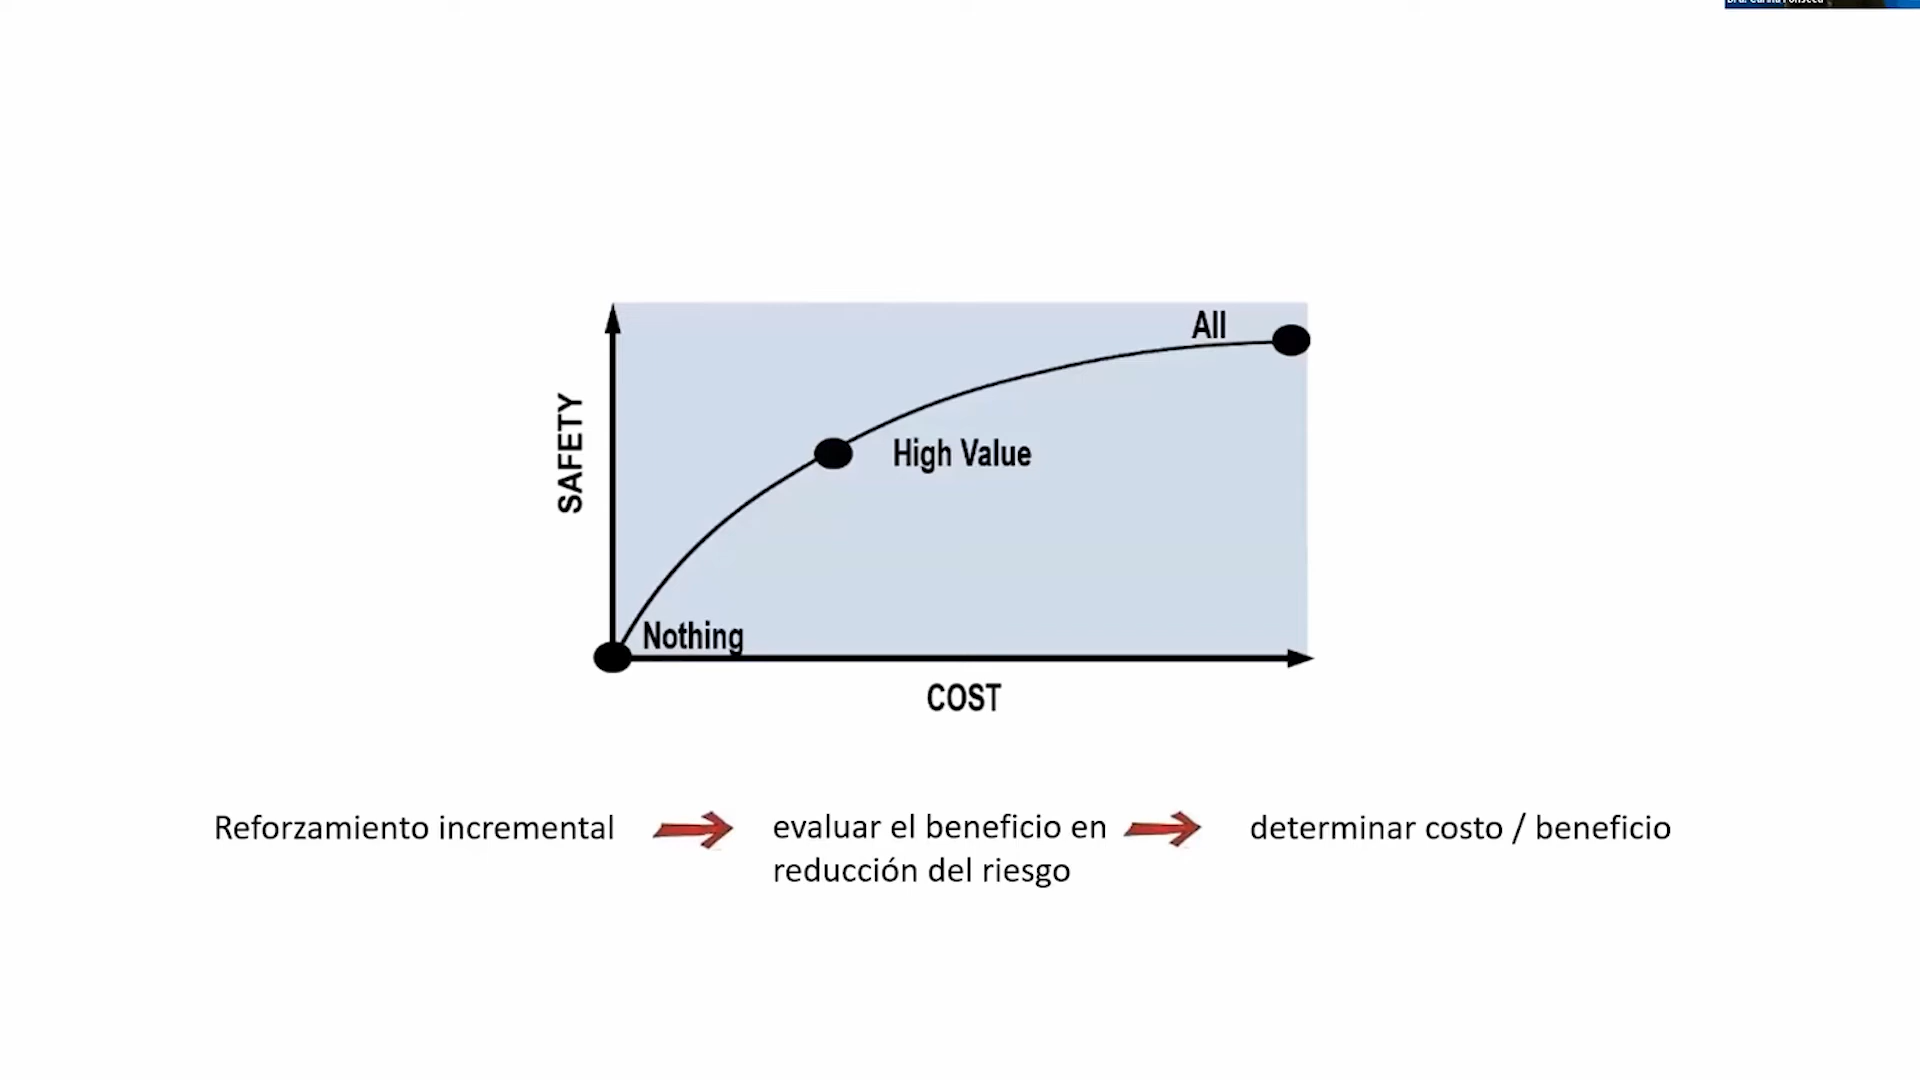 All
SAFETY
High Value
Nothing
COST
Reforzamiento incremental
evaluar el beneficio en
reducción del riesgo
determinar costo / beneficio